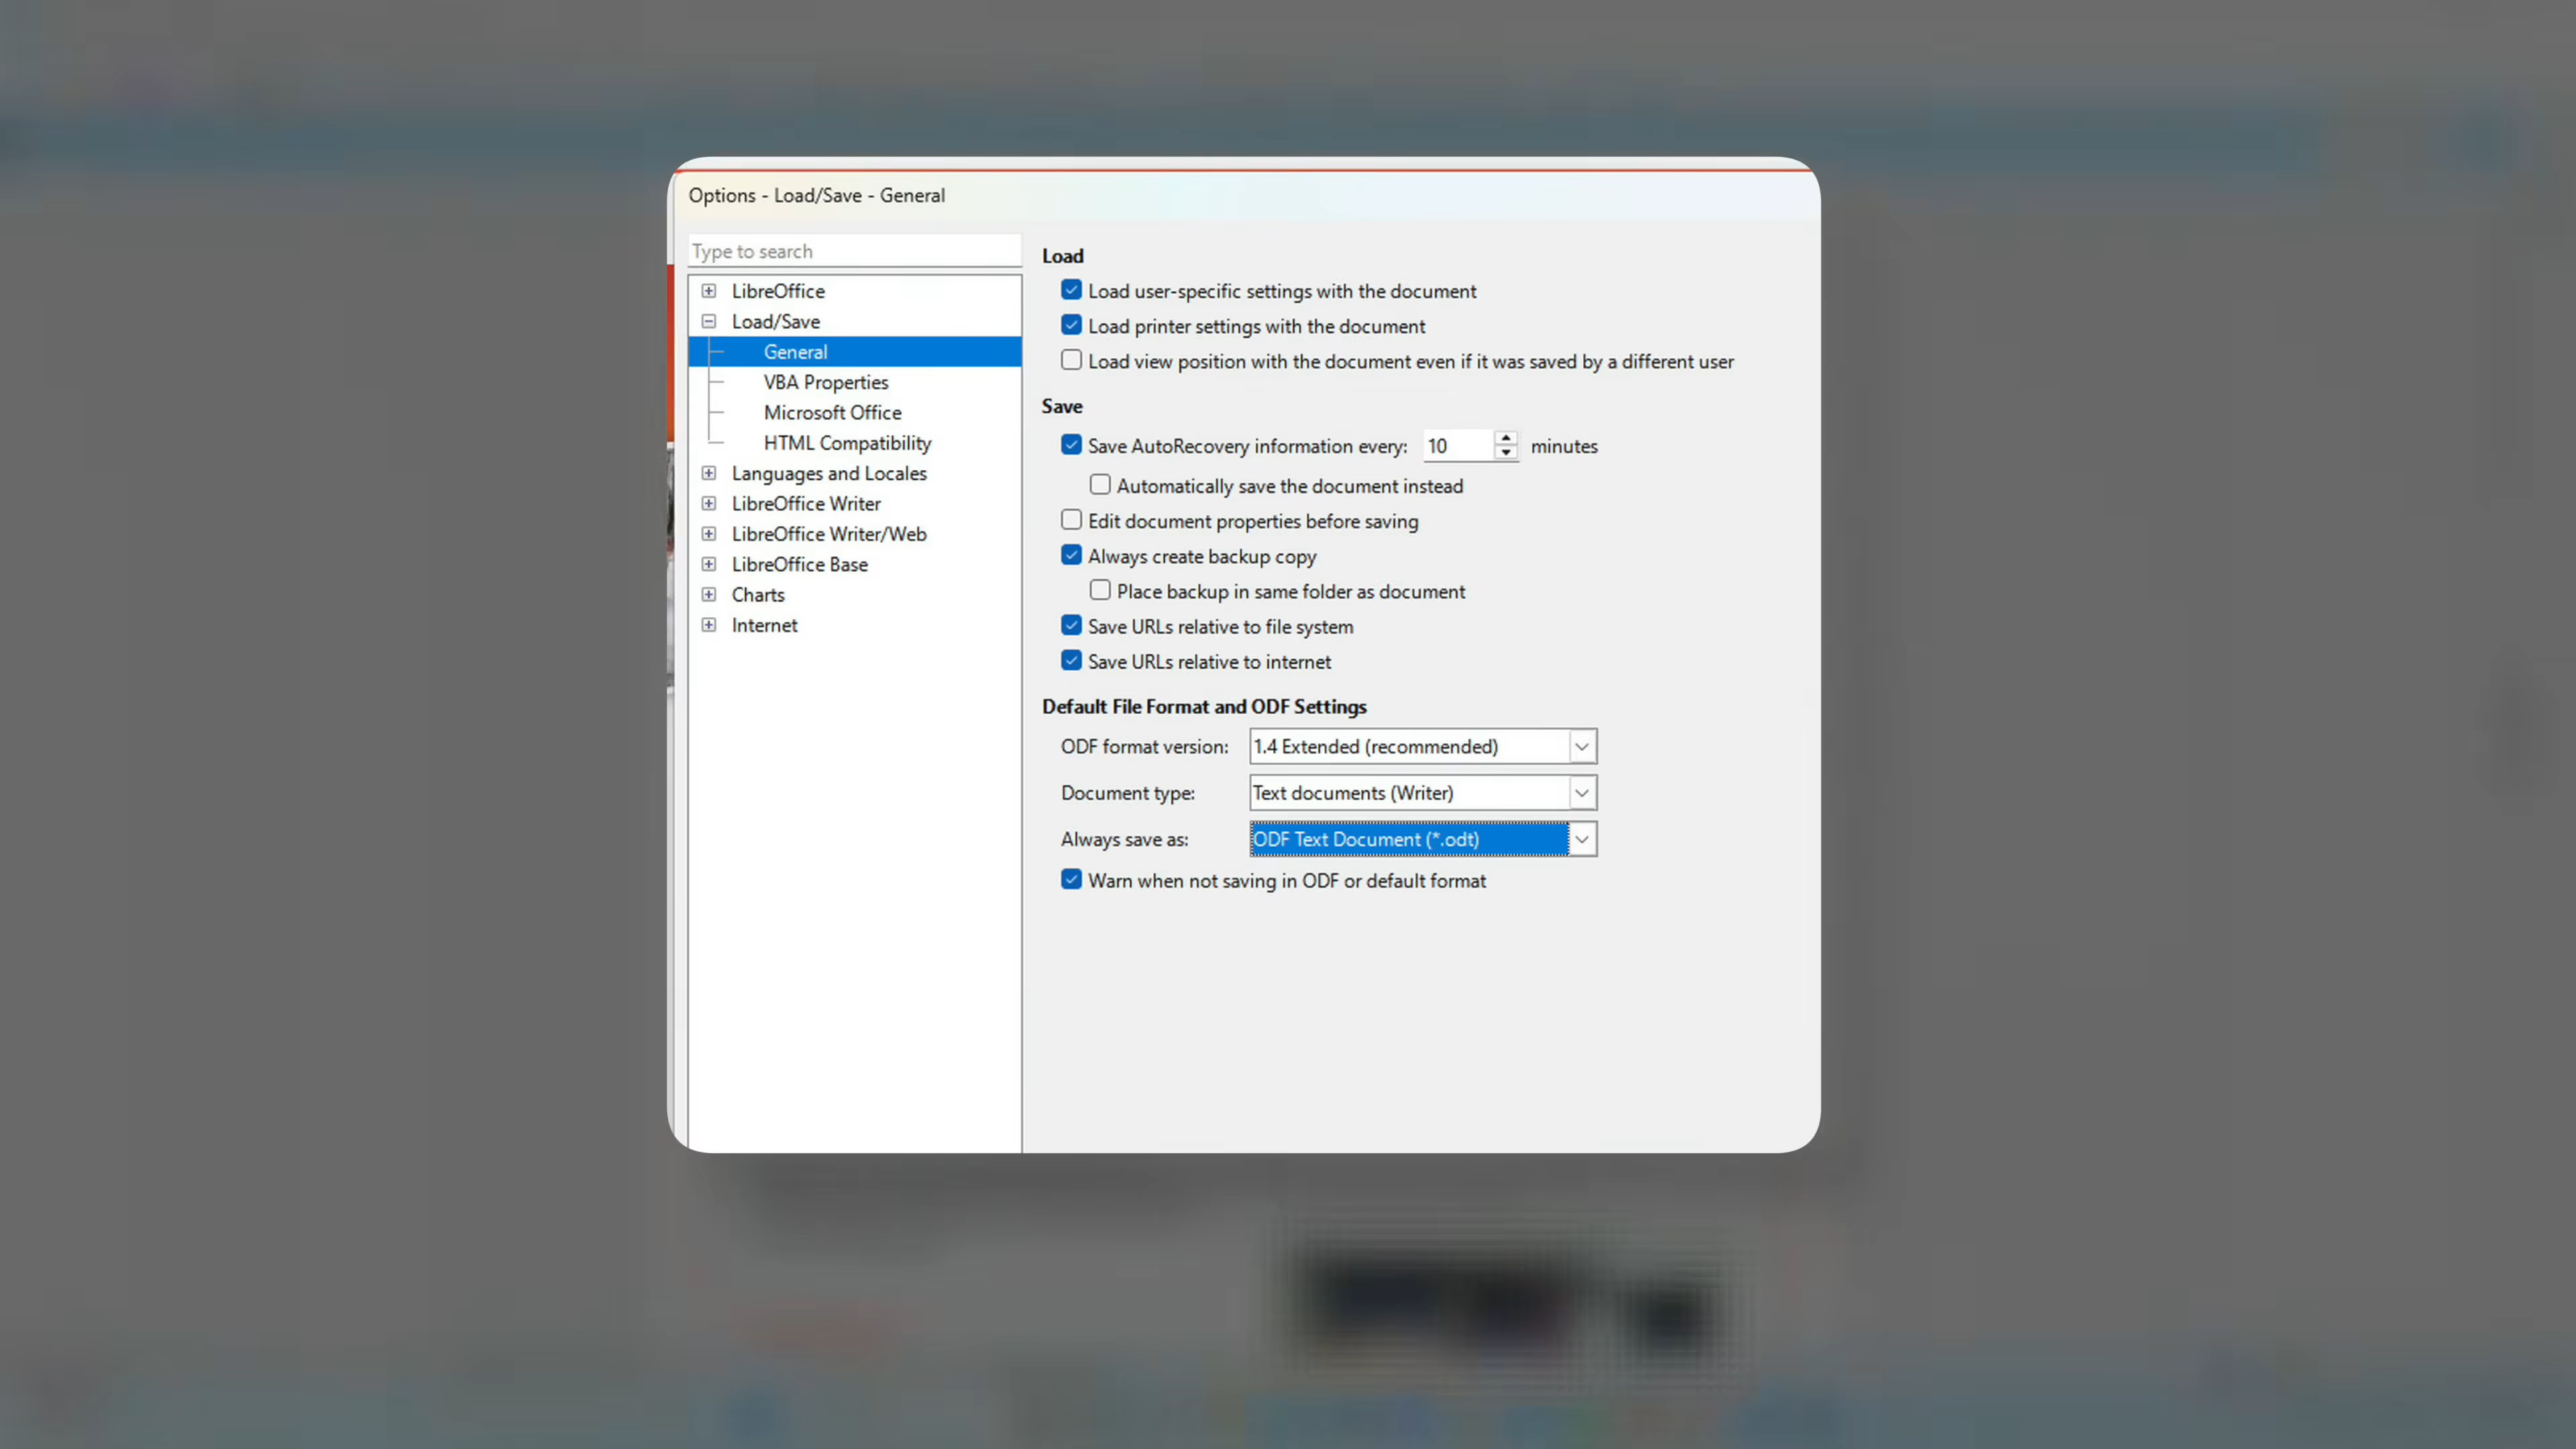 Options - Load/Save - General
Type to search
LibreOffice
Load/Save
General
VBA Properties
Microsoft Office
HTML Compatibility
Languages and Locales
LibreOffice Writer
LibreOffice Writer/Web
LibreOffice Base
Charts
Internet
Load
Load user-specific settings with the document
Load printer settings with the document
Load view position with the document even if it was saved by a different user
Save
Save AutoRecovery information every: 10 minutes
Automatically save the document instead
Edit document properties before saving
Always create backup copy
Place backup in same folder as document
Save URLs relative to file system
Save URLs relative to internet
Default File Format and ODF Settings
ODF format version: 1.4 Extended (recommended)
Document type: Text documents (Writer)
Always save as: ODF Text Document (*.odt)
Warn when not saving in ODF or default format